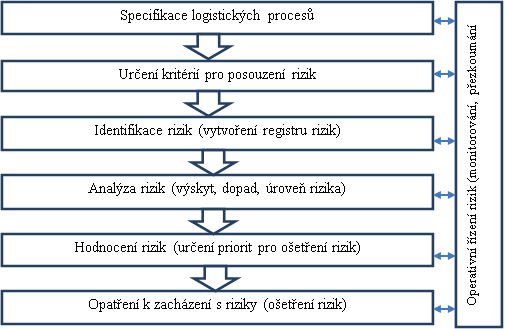 Specifikace logistických procesů
Určení kritérií pro posouzení rizik
Identifikace rizik (vytvoření registru rizik)
Analýza rizik (výskyt, dopad, úroveň rizika)
Hodnocení rizik (určení priorit pro ošetření rizik)
Opatření k zacházení s riziky (ošetření rizik)
Operativní řízení rizik (monitorování, přezkoumání